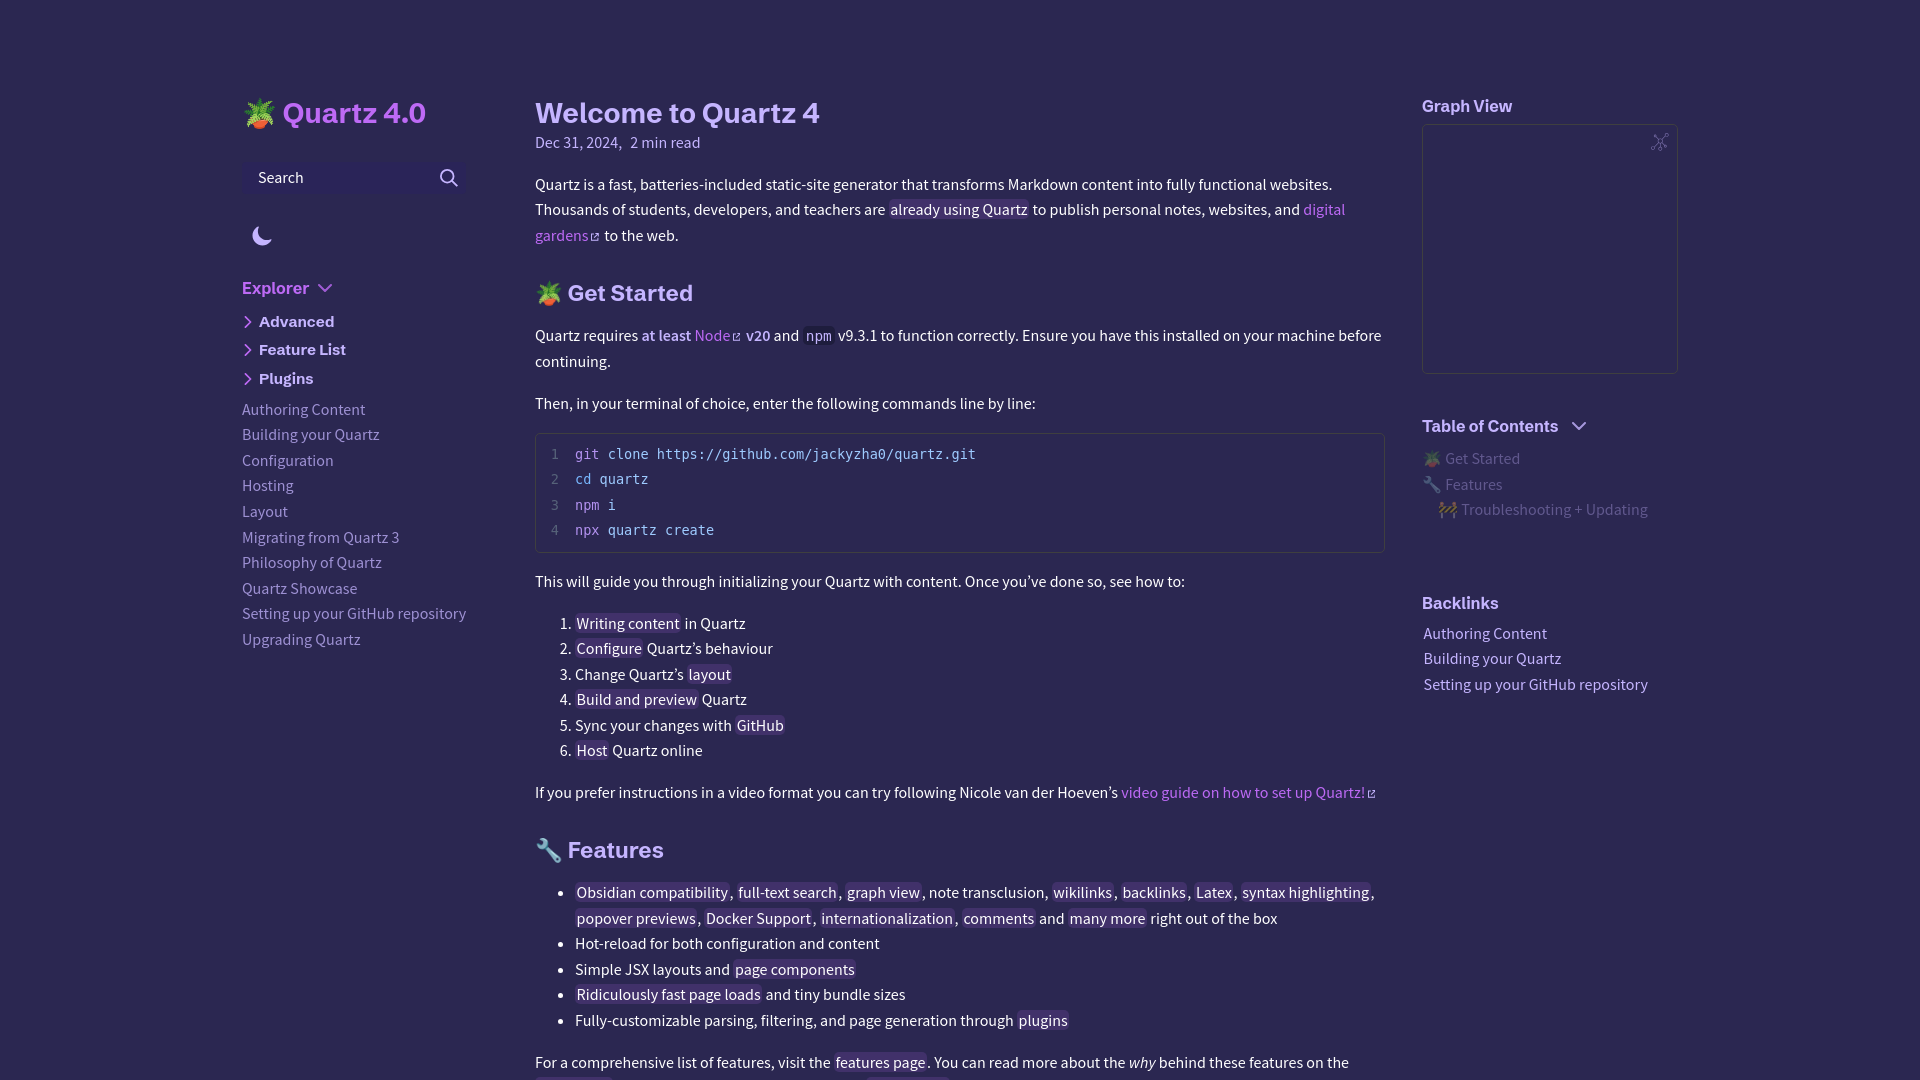 🪴 Quartz 4.0
Search
Explorer
Advanced
Feature List
Plugins
Authoring Content
Building your Quartz
Configuration
Hosting
Layout
Migrating from Quartz 3
Philosophy of Quartz
Quartz Showcase
Setting up your GitHub repository
Upgrading Quartz
Welcome to Quartz 4
Dec 31, 2024, 2 min read
Quartz is a fast, batteries-included static-site generator that transforms Markdown content into fully functional websites.
Thousands of students, developers, and teachers are already using Quartz to publish personal notes, websites, and digital
gardens to the web.
🪴 Get Started
Quartz requires at least Node v20 and npm v9.3.1 to function correctly. Ensure you have this installed on your machine before
continuing.
Then, in your terminal of choice, enter the following commands line by line:
1 git clone https://github.com/jackyzha0/quartz.git
2 cd quartz
3 npm i
4 npx quartz create
This will guide you through initializing your Quartz with content. Once you’ve done so, see how to:
1. Writing content in Quartz
2. Configure Quartz’s behaviour
3. Change Quartz’s layout
4. Build and preview Quartz
5. Sync your changes with GitHub
6. Host Quartz online
If you prefer instructions in a video format you can try following Nicole van der Hoeven’s video guide on how to set up Quartz!
🔧 Features
• Obsidian compatibility, full-text search, graph view, note transclusion, wikilinks, backlinks, Latex, syntax highlighting,
popover previews, Docker Support, internationalization, comments and many more right out of the box
• Hot-reload for both configuration and content
• Simple JSX layouts and page components
• Ridiculously fast page loads and tiny bundle sizes
• Fully-customizable parsing, filtering, and page generation through plugins
For a comprehensive list of features, visit the features page. You can read more about the why behind these features on the
Graph View
Table of Contents
🪴 Get Started
🔧 Features
🚧 Troubleshooting + Updating
Backlinks
Authoring Content
Building your Quartz
Setting up your GitHub repository